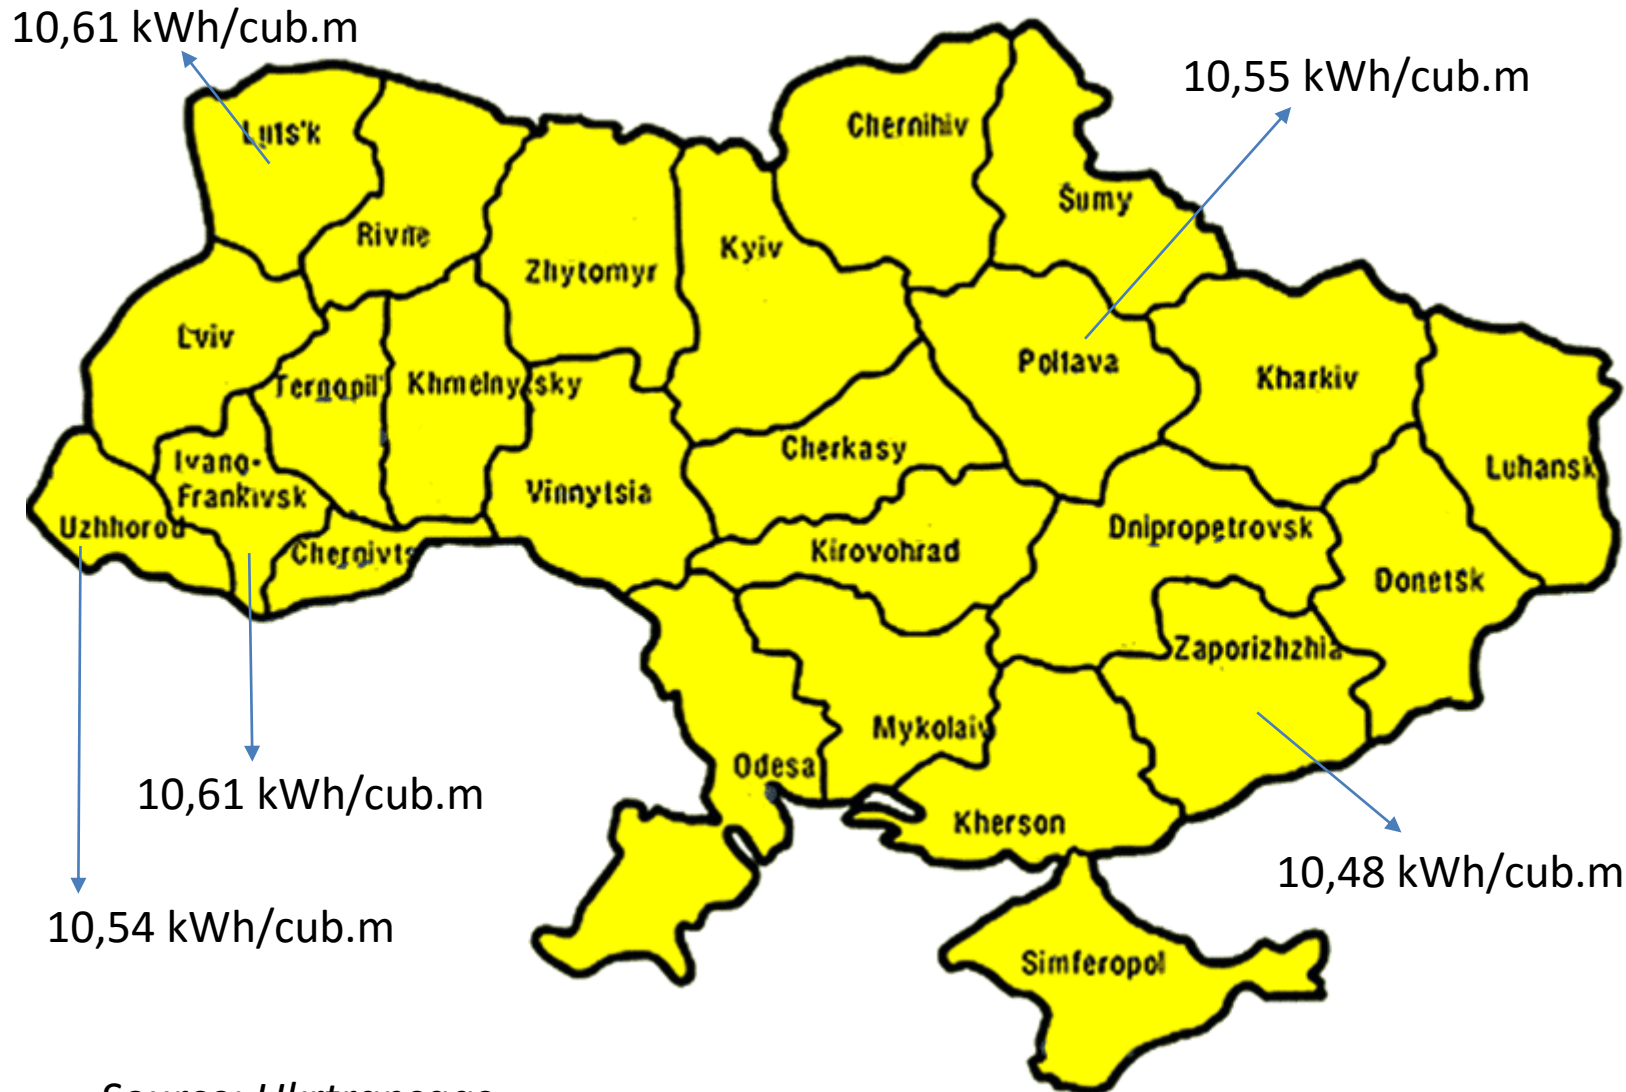 10,61 kWh/cub.m
10,55 kWh/cub.m
Chernihiv
Luts'k
Sumy
Rivne
Kyiv
Zhytomyr
Lviv
Poltava
Kharkiv
Ternopil'
Khmelnytsky
Cherkasy
Ivano-
Frankivsk
Luhansk
Vinnytsia
Uzhhorod
Dnipropetrovsk
Chernivts
Kirovohrad
Donetsk
Zaporizhzhia
Mykolaiv
Odesa
10,61 kWh/cub.m
Kherson
10,48 kWh/cub.m
10,54 kWh/cub.m
Simferopol